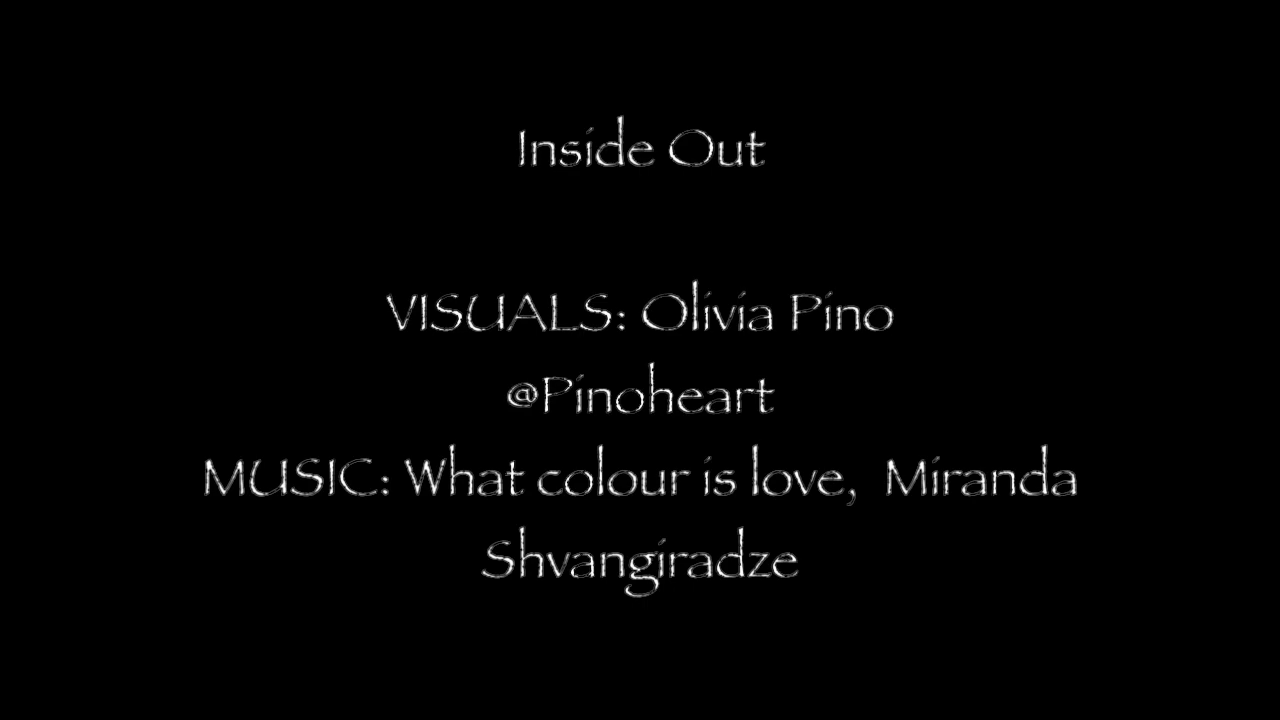 Inside Out
VISUALS: Olivia Pino
@Pinoheart
MUSIC: What colour is love, Miranda
Shvangiradze